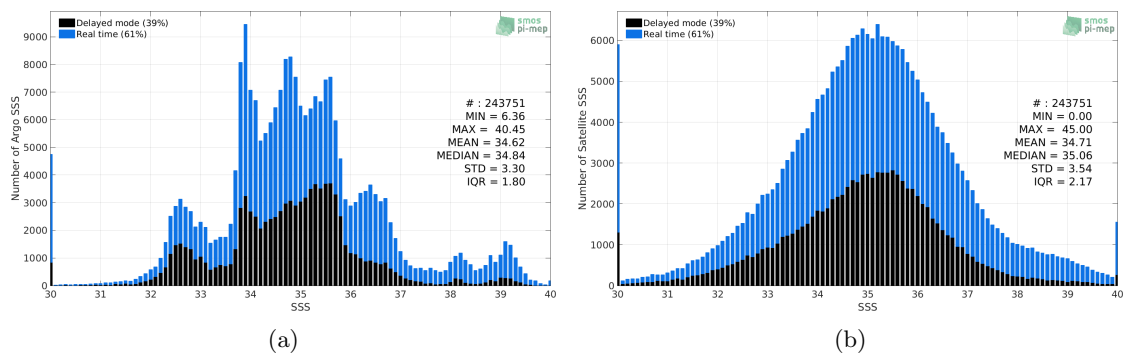 Delayed mode (39%)
Real time (61%)
smos
pi-mep
Number of Argo SSS
9000
8000
7000
6000
5000
4000
3000
2000
1000
0
# : 243751
MIN = 6.36
MAX = 40.45
MEAN = 34.62
MEDIAN = 34.84
STD = 3.30
IQR = 1.80
30 31 32 33 34 35 36 37 38 39 40
SSS
(a)
Delayed mode (39%)
Real time (61%)
smos
pi-mep
Number of Satellite SSS
6000
5000
4000
3000
2000
1000
0
# : 243751
MIN = 0.00
MAX = 45.00
MEAN = 34.71
MEDIAN = 35.06
STD = 3.54
IQR = 2.17
30 31 32 33 34 35 36 37 38 39 40
SSS
(b)